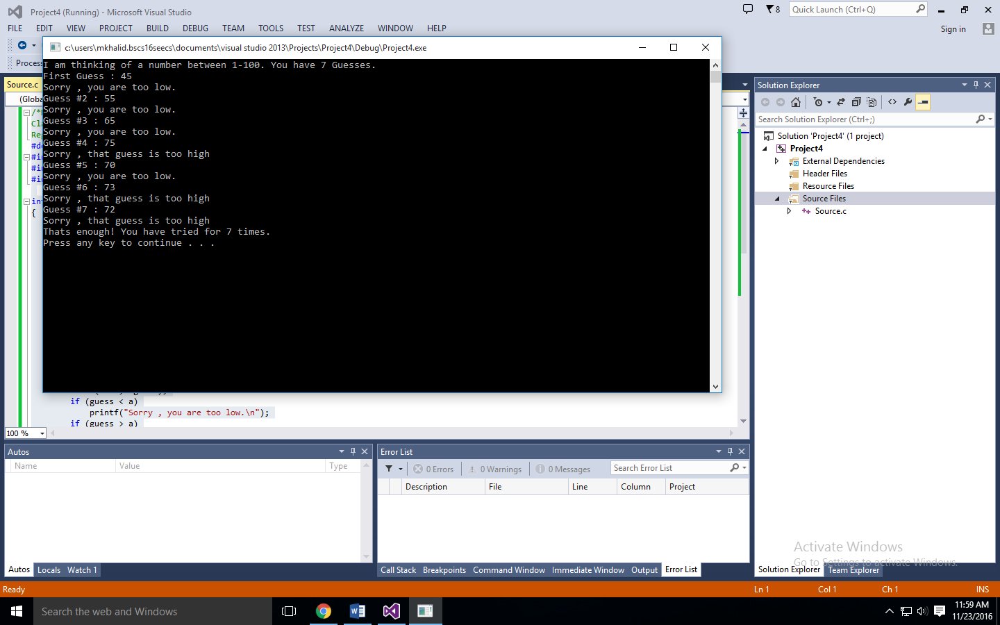 Project4 (Running) - Microsoft Visual Studio
8
Quick Launch (Ctrl+Q)
FILE EDIT VIEW PROJECT BUILD DEBUG TEAM TOOLS TEST ANALYZE WINDOW HELP
Sign in
c:\users\mkhalid.bscs16seecs\documents\visual studio 2013\Projects\Project4\Debug\Project4.exe
I am thinking of a number between 1-100. You have 7 Guesses.
First Guess : 45
Sorry , you are too low.
Guess #2 : 55
Sorry , you are too low.
Guess #3 : 65
Sorry , you are too low.
Guess #4 : 75
Sorry , that guess is too high
Guess #5 : 70
Sorry , you are too low.
Guess #6 : 73
Sorry , that guess is too high
Guess #7 : 72
Sorry , that guess is too high
Thats enough! You have tried for 7 times.
Press any key to continue . . .
Source.c
{
if (guess < a)
printf("Sorry , you are too low.\n");
if (guess > a)
100 %
Solution Explorer
Search Solution Explorer (Ctrl+;)
Solution 'Project4' (1 project)
Project4
External Dependencies
Header Files
Resource Files
Source Files
Source.c
Autos
Name Value Type
Autos Locals Watch 1
Error List
0 Errors 0 Warnings 0 Messages
Search Error List
Description File Line Column Project
Call Stack Breakpoints Command Window Immediate Window Output Error List
Activate Windows
Go to Settings to activate Windows.
Solution Explorer Team Explorer
Ready
Ln 1 Col 1 Ch 1 INS
Search the web and Windows
11:59 AM
11/23/2016